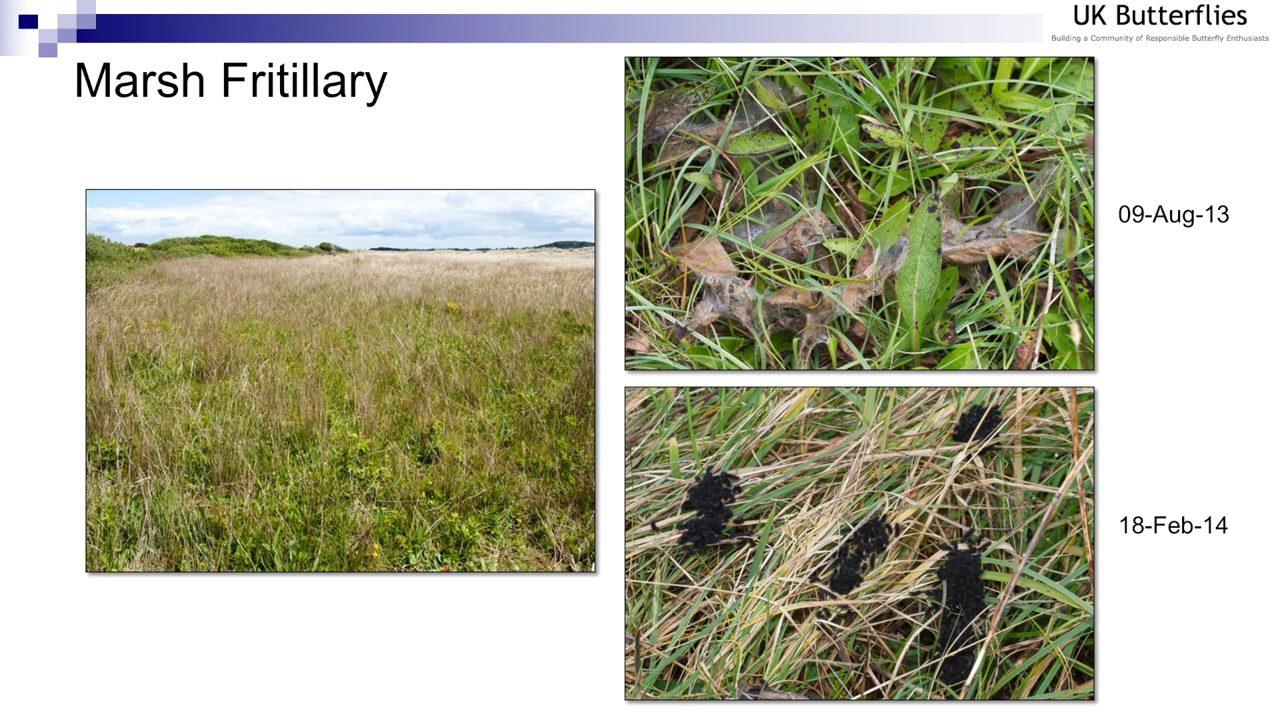 UK Butterflies
Building a Community of Responsible Butterfly Enthusiasts
Marsh Fritillary
09-Aug-13
18-Feb-14